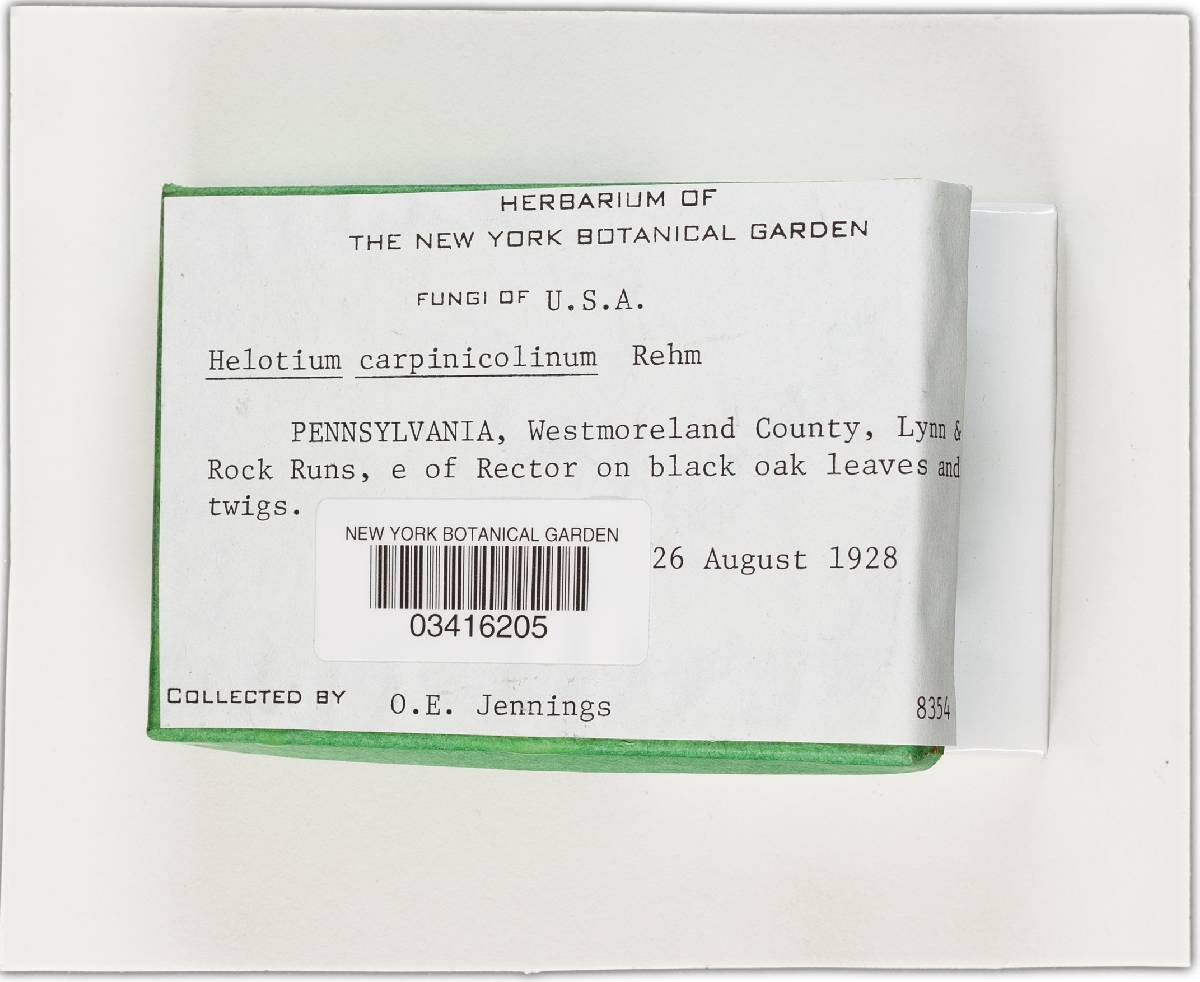 HERBARIUM OF
THE NEW YORK BOTANICAL GARDEN
FUNGI OF U.S.A.
Helotium carpinicolinum Rehm
PENNSYLVANIA, Westmoreland County, Lynn &
Rock Runs, e of Rector on black oak leaves and
twigs.
NEW YORK BOTANICAL GARDEN
03416205
26 August 1928
COLLECTED BY O.E. Jennings 8354